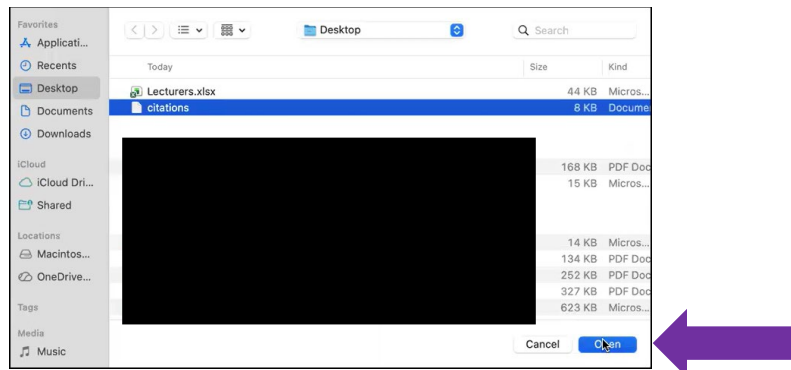 Favorites
Applicati...
Recents
Desktop
Documents
Downloads
iCloud
iCloud Dri...
Shared
Locations
Macintos...
OneDrive...
Tags
Media
Music
Desktop
Search
Today Size Kind
Lecturers.xlsx 44 KB Micros...
citations 8 KB Docume
168 KB PDF Doc
15 KB Micros...
14 KB Micros...
134 KB PDF Doc
252 KB PDF Doc
327 KB PDF Doc
623 KB Micros...
Cancel Open